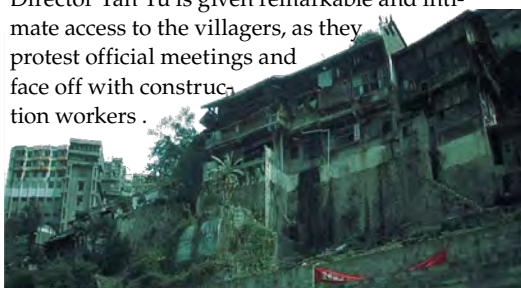 Director Yan Yu is given remarkable and inti-
mate access to the villagers, as they
protest official meetings and
face off with construc-
tion workers .